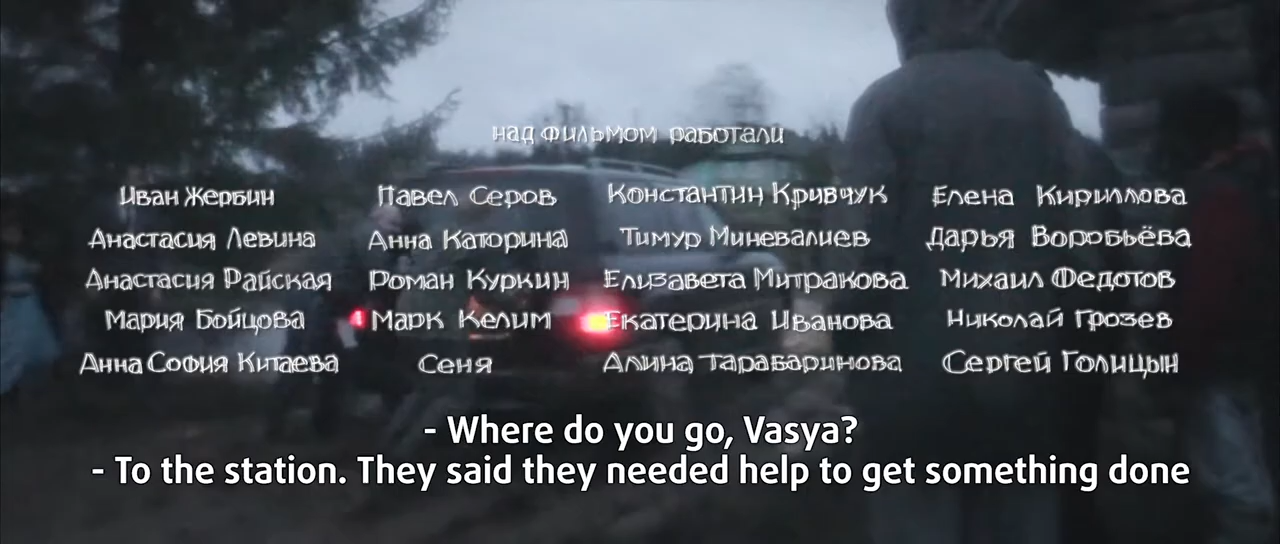 над фильмом работали
Иван Жербин Павел Серов Константин Кривчук Елена Кириллова
Анастасия Левина Анна Каторина Тимур Миневалиев Дарья Воробьёва
Анастасия Райская Роман Куркин Елизавета Митракова Михаил Федотов
Мария Бойцова Марк Келим Екатерина Иванова Николай Грозев
Анна София Китаева Сеня Алина Тарабаринова Сергей Голицын
- Where do you go, Vasya?
- To the station. They said they needed help to get something done